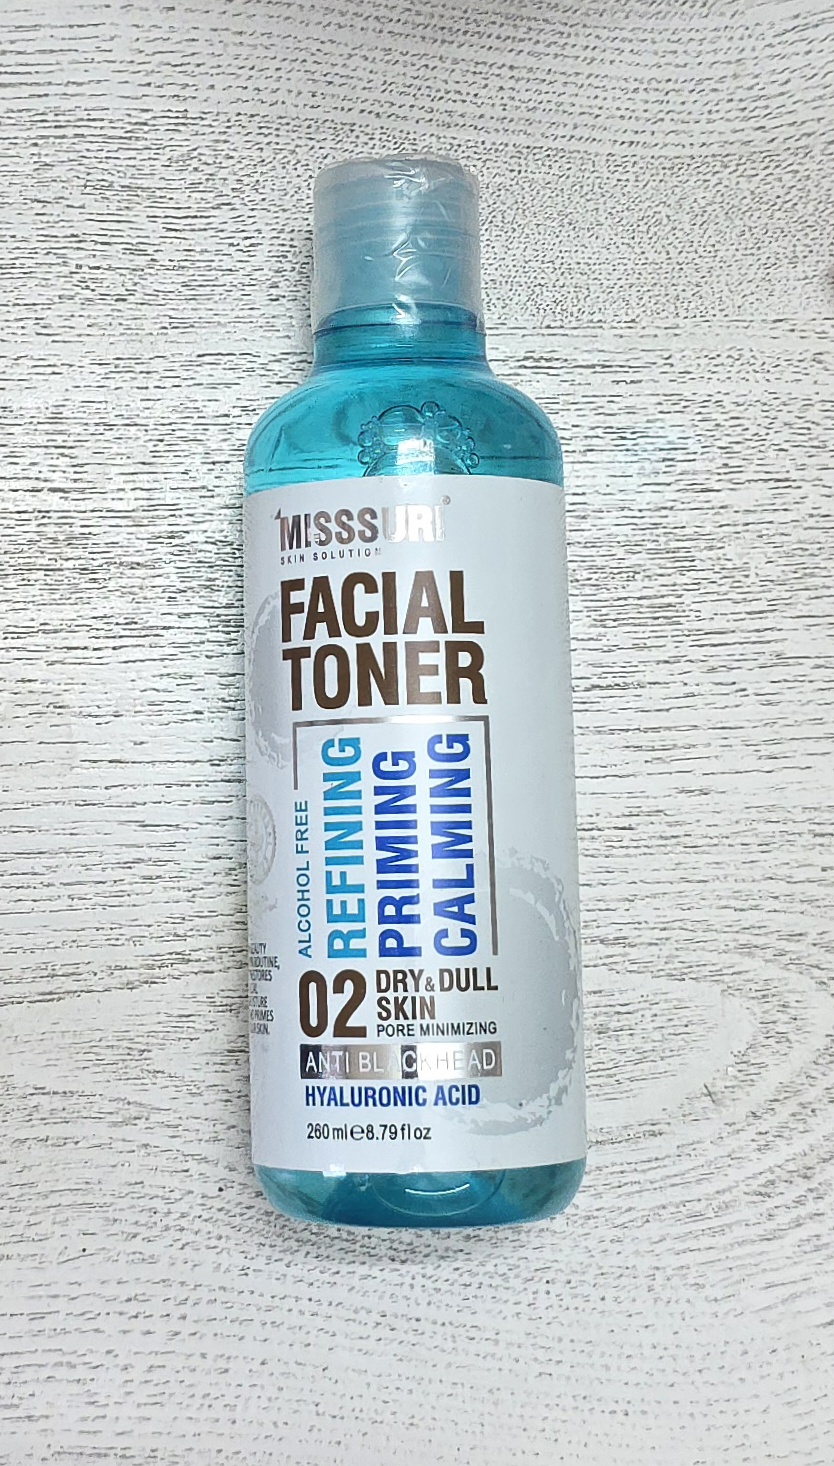 MISSSURI®
SKIN SOLUTION
FACIAL
TONER
ALCOHOL FREE
REFINING
PRIMING
CALMING
02
DRY & DULL
SKIN
PORE MINIMIZING
ANTI BLACKHEAD
HYALURONIC ACID
260 ml e 8.79 fl oz
SKIN.